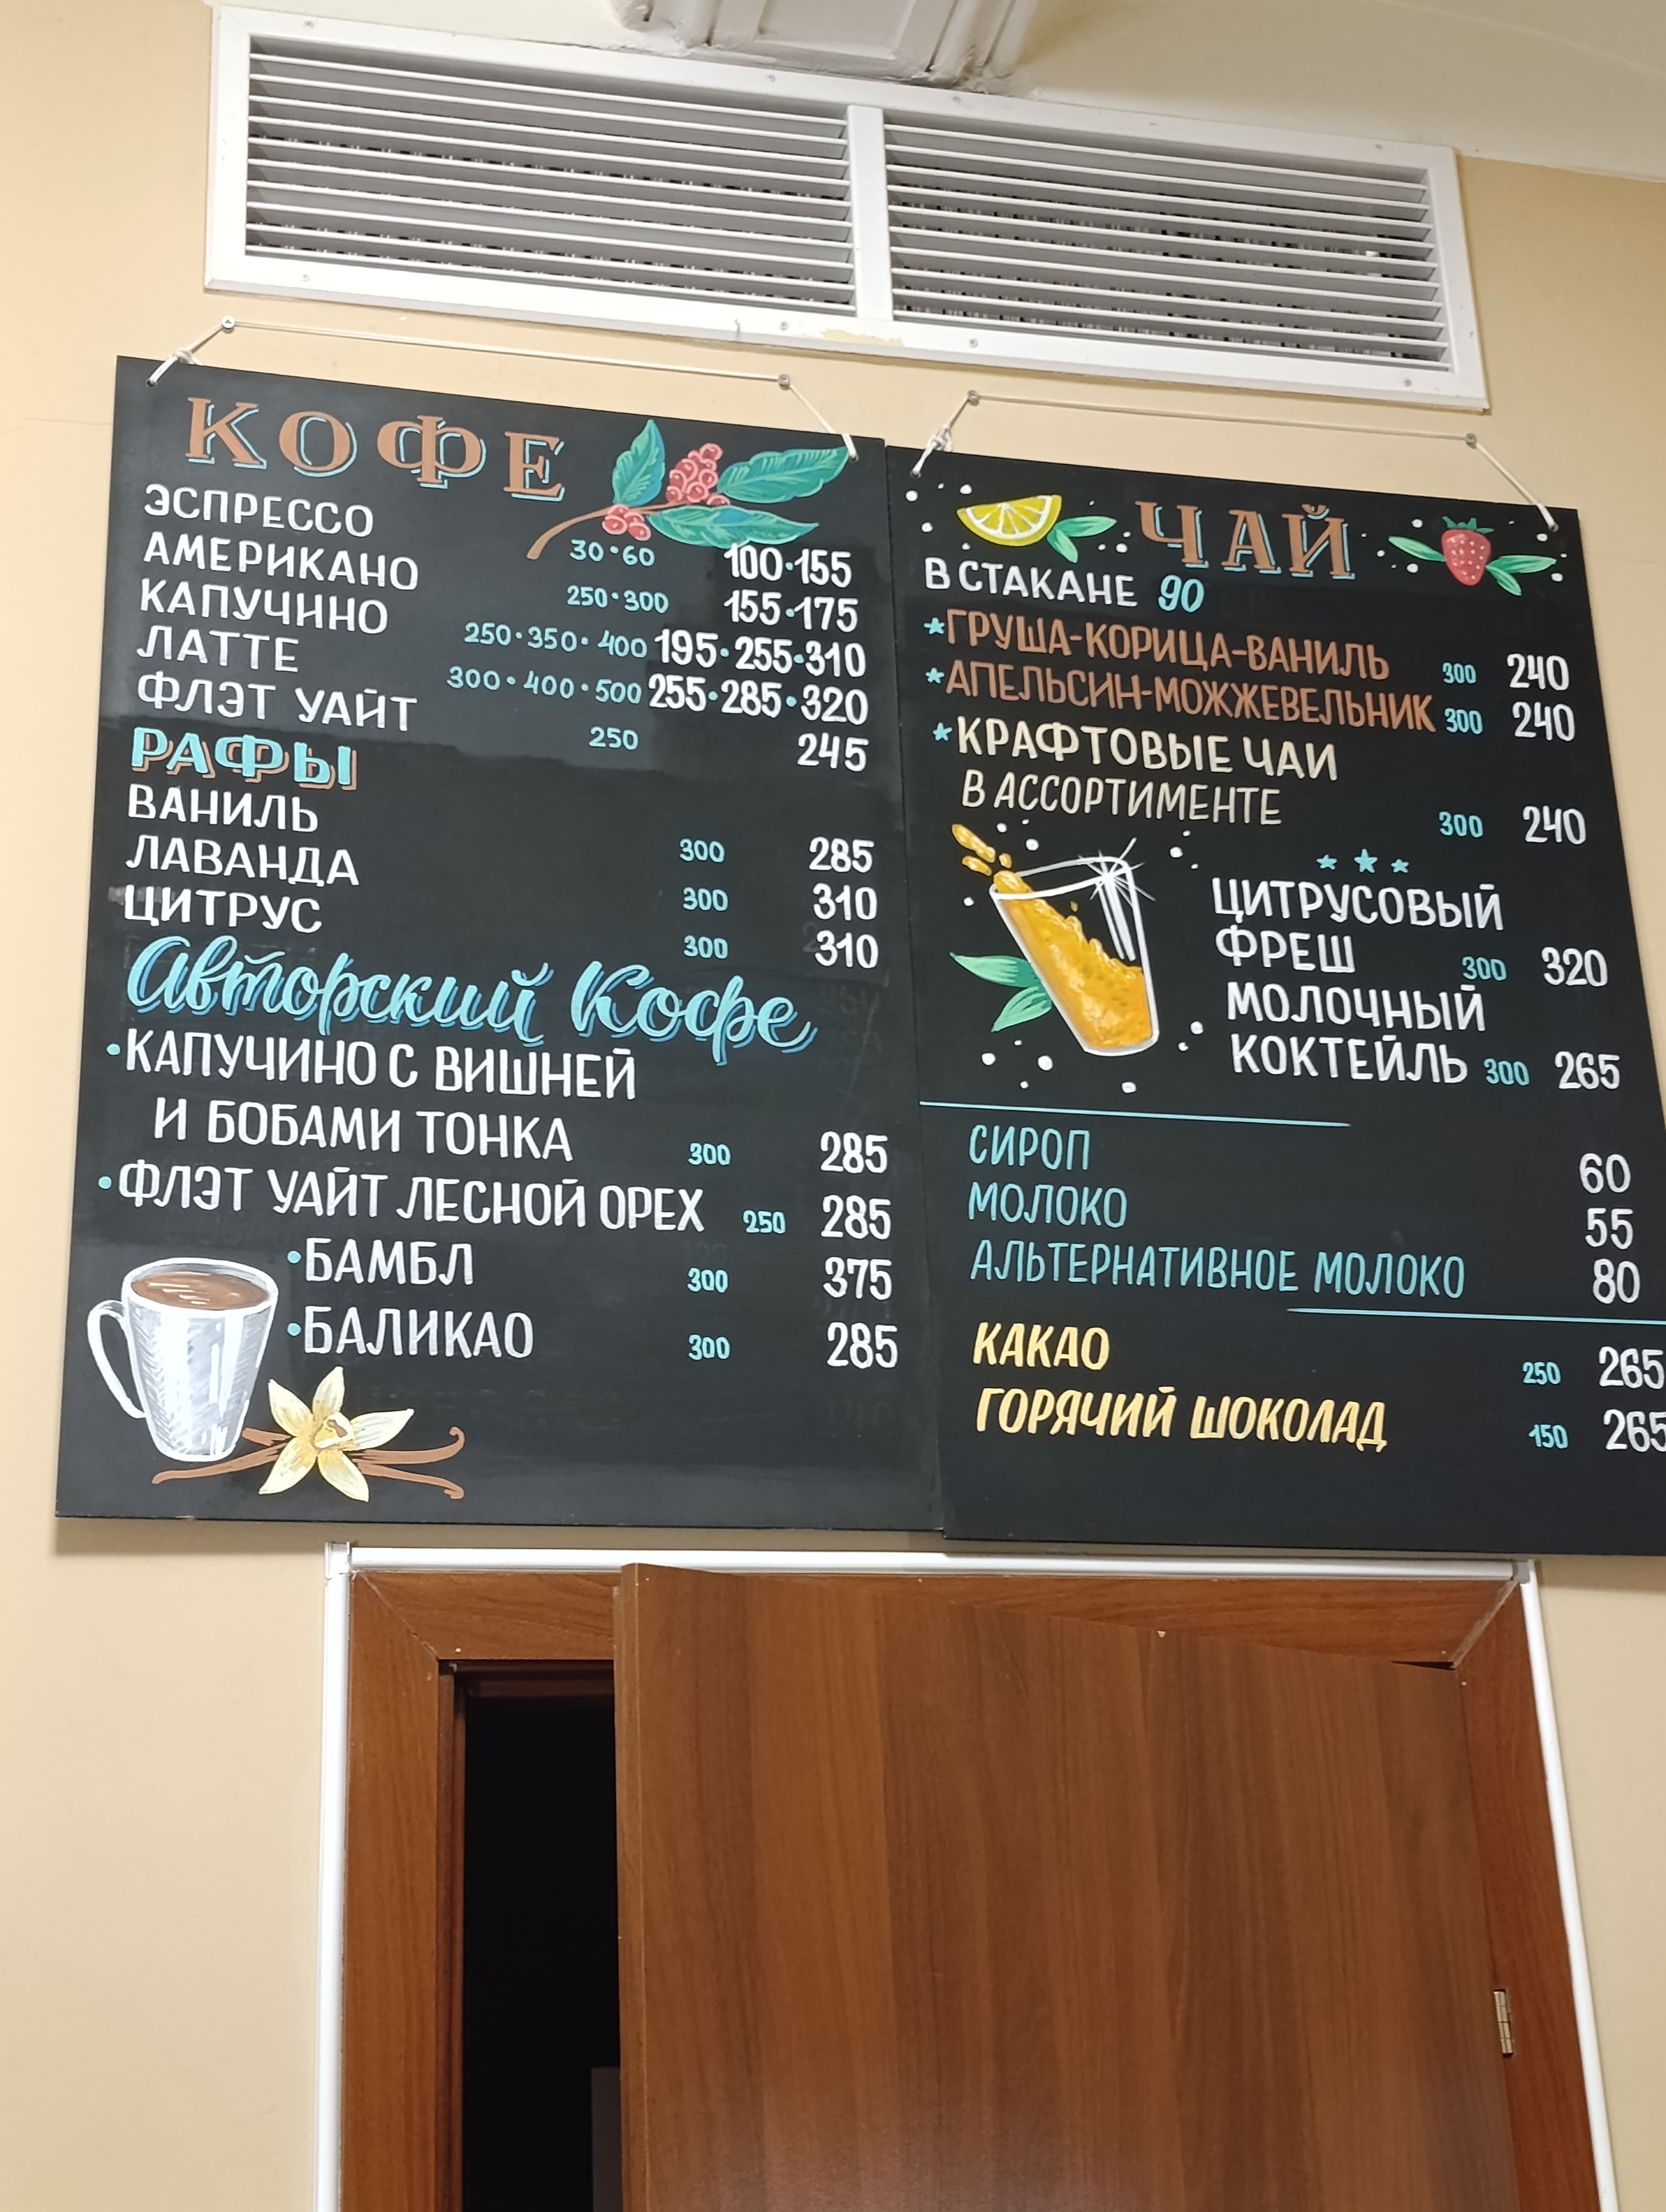 КОФЕ
ЭСПРЕССО 30·60 100·155
АМЕРИКАНО 250·300 155·175
КАПУЧИНО 250·350·400 195·255·310
ЛАТТЕ 300·400·500 255·285·320
ФЛЭТ УАЙТ 250 245
РАФЫ
ВАНИЛЬ 300 285
ЛАВАНДА 300 310
ЦИТРУС 300 310
Авторский Кофе
·КАПУЧИНО С ВИШНЕЙ
И БОБАМИ ТОНКА 300 285
·ФЛЭТ УАЙТ ЛЕСНОЙ ОРЕХ 250 285
·БАМБЛ 300 375
·БАЛИКАО 300 285
ЧАЙ
В СТАКАНЕ 90
*ГРУША-КОРИЦА-ВАНИЛЬ 300 240
*АПЕЛЬСИН-МОЖЖЕВЕЛЬНИК 300 240
*КРАФТОВЫЕ ЧАИ
В АССОРТИМЕНТЕ 300 240
ЦИТРУСОВЫЙ
ФРЕШ 300 320
МОЛОЧНЫЙ
КОКТЕЙЛЬ 300 265
СИРОП 60
МОЛОКО 55
АЛЬТЕРНАТИВНОЕ МОЛОКО 80
КАКАО 250 265
ГОРЯЧИЙ ШОКОЛАД 150 265